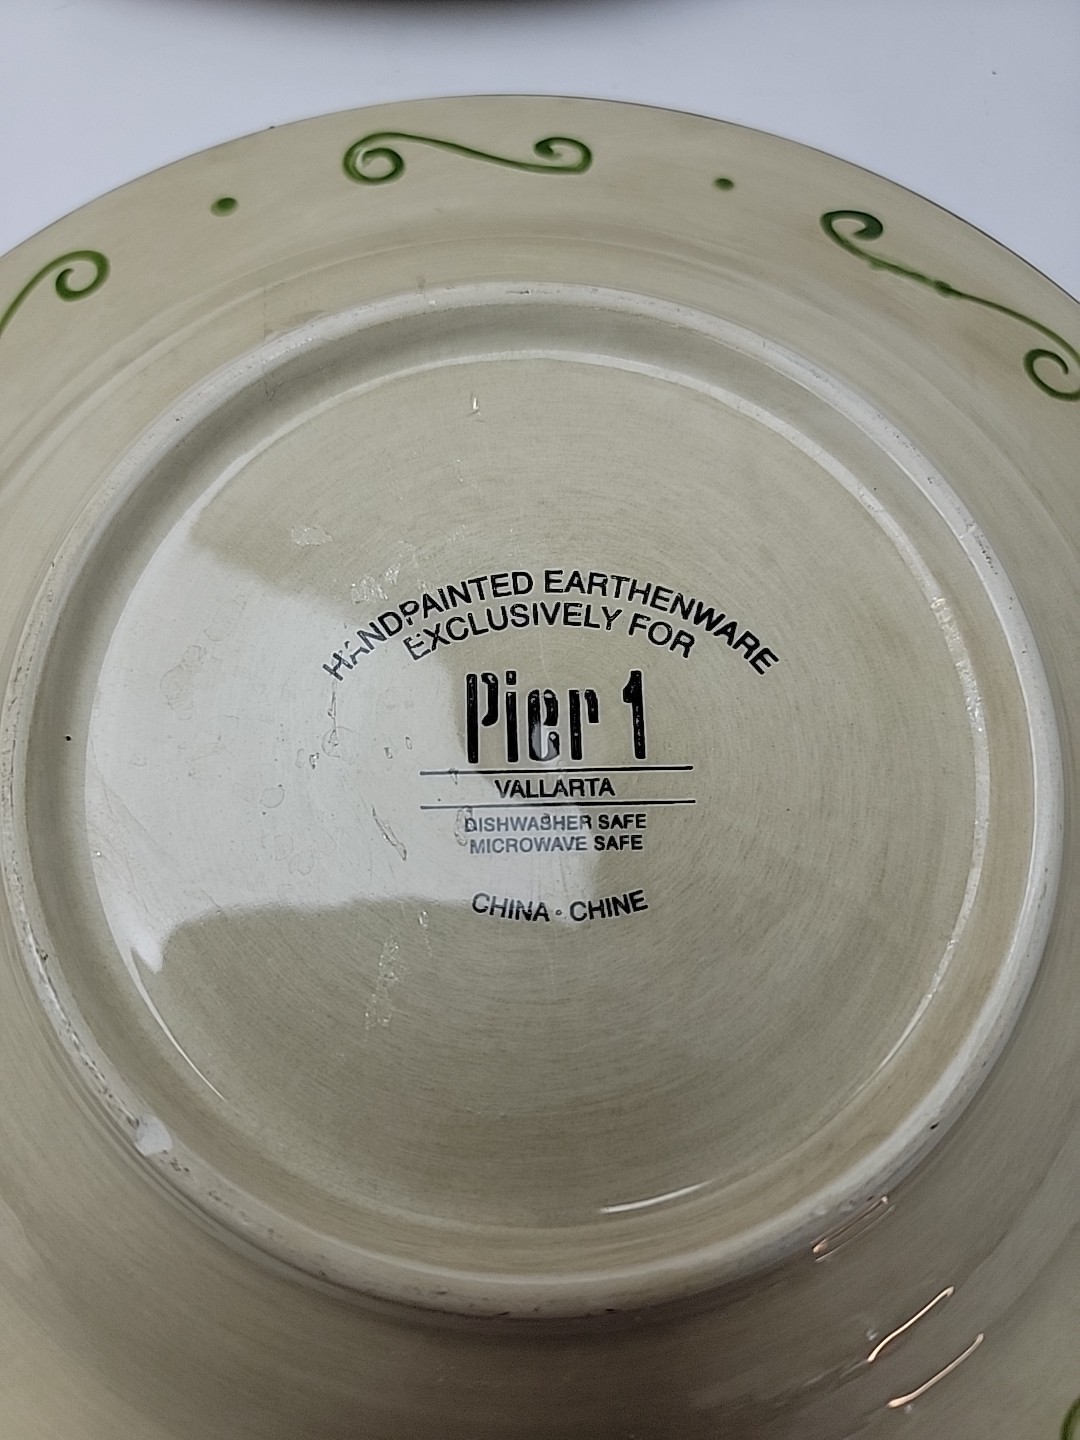 HANDPAINTED EARTHENWARE
EXCLUSIVELY FOR
Pier 1
VALLARTA
DISHWASHER SAFE
MICROWAVE SAFE
CHINA · CHINE